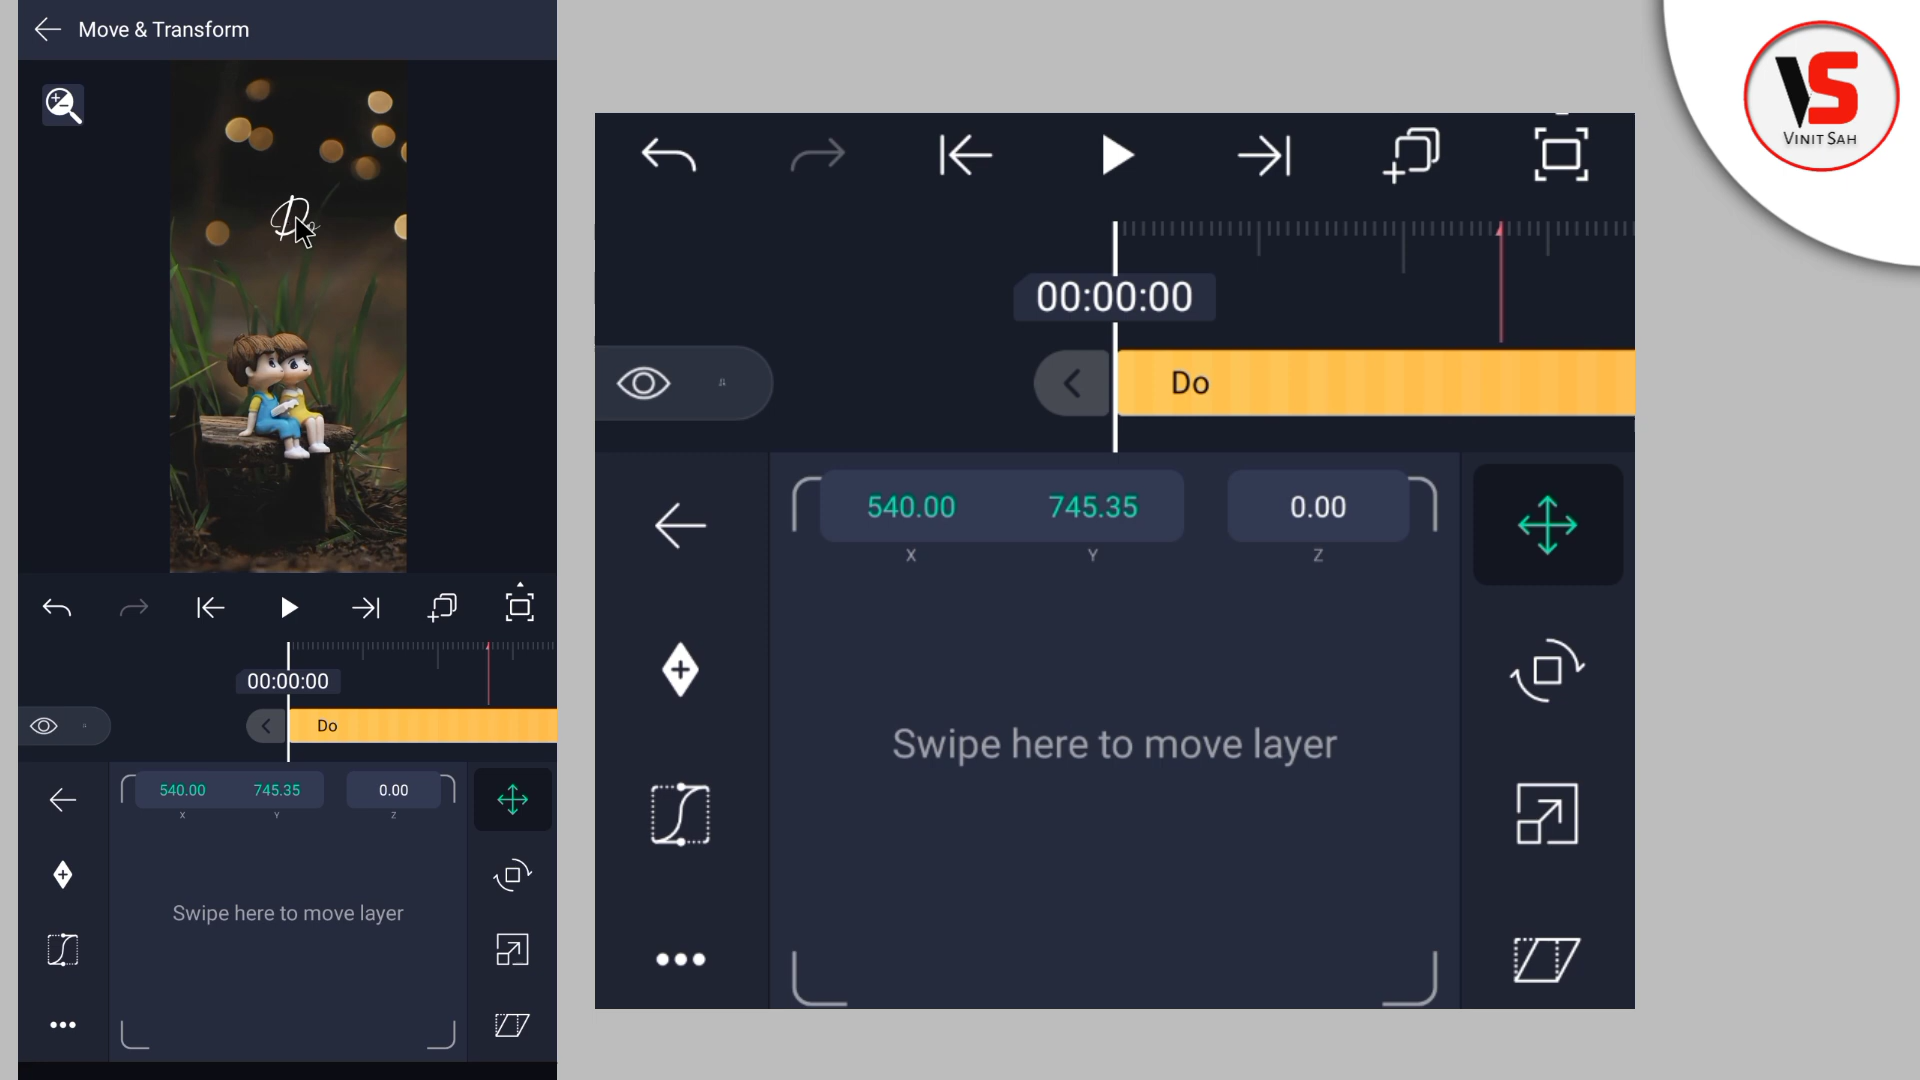 Move & Transform
Do
00:00:00
Do
540.00 745.35 0.00
X Y Z
Swipe here to move layer
00:00:00
Do
540.00 745.35 0.00
X Y Z
Swipe here to move layer
VS
VINIT SAH